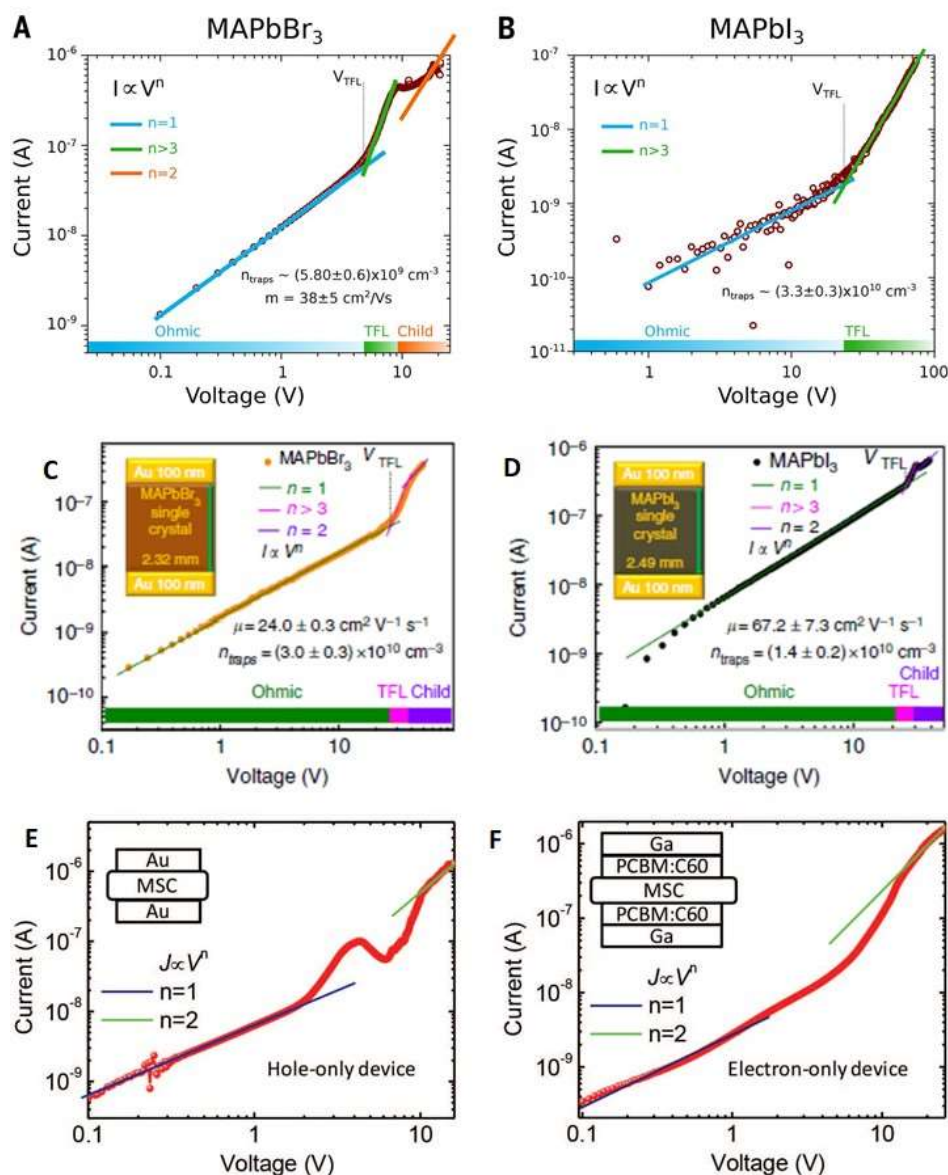 A
MAPbBr₃
Current (A)
10⁻⁶
10⁻⁷
10⁻⁸
10⁻⁹
I ∝ Vⁿ
n=1
n>3
n=2
V_TFL
n_traps ~ (5.80±0.6)x10⁹ cm⁻³
m = 38±5 cm²/Vs
Ohmic
TFL
Child
0.1
1
10
Voltage (V)
B
MAPbI₃
Current (A)
10⁻⁷
10⁻⁸
10⁻⁹
10⁻¹⁰
10⁻¹¹
I ∝ Vⁿ
n=1
n>3
V_TFL
n_traps ~ (3.3±0.3)x10¹⁰ cm⁻³
Ohmic
TFL
1
10
100
Voltage (V)
C
Current (A)
10⁻⁶
10⁻⁷
10⁻⁸
10⁻⁹
10⁻¹⁰
Au 100 nm
MAPbBr₃
single
crystal
2.32 mm
Au 100 nm
MAPbBr₃
n = 1
n > 3
n = 2
I ∝ Vⁿ
V_TFL
μ = 24.0 ± 0.3 cm² V⁻¹ s⁻¹
n_traps = (3.0 ± 0.3) ×10¹⁰ cm⁻³
Ohmic
TFL
Child
0.1
1
10
Voltage (V)
D
Current (A)
10⁻⁶
10⁻⁷
10⁻⁸
10⁻⁹
10⁻¹⁰
Au 100 nm
MAPbI₃
single
crystal
2.49 mm
Au 100 nm
MAPbI₃
n = 1
n > 3
n = 2
I ∝ Vⁿ
V_TFL
μ = 67.2 ± 7.3 cm² V⁻¹ s⁻¹
n_traps = (1.4 ± 0.2) ×10¹⁰ cm⁻³
Child
Ohmic
TFL
0.1
1
10
Voltage (V)
E
Current (A)
10⁻⁶
10⁻⁷
10⁻⁸
10⁻⁹
Au
MSC
Au
J∝Vⁿ
n=1
n=2
Hole-only device
0.1
1
10
Voltage (V)
F
Current (A)
10⁻⁶
10⁻⁷
10⁻⁸
10⁻⁹
Ga
PCBM:C60
MSC
PCBM:C60
Ga
J∝Vⁿ
n=1
n=2
Electron-only device
0.1
1
10
Voltage (V)